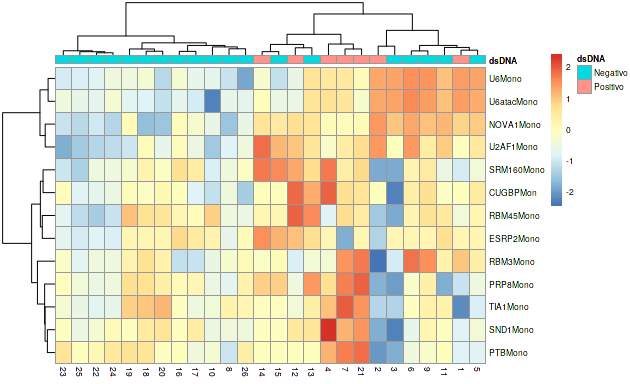 dsDNA
U6Mono
U6atacMono
NOVA1Mono
U2AF1Mono
SRM160Mono
CUGBPMon
RBM45Mono
ESRP2Mono
RBM3Mono
PRP8Mono
TIA1Mono
SND1Mono
PTBMono
23 25 22 24 19 18 20 16 17 10 8 26 14 15 12 13 4 7 21 2 3 6 9 11 1 5
2
1
0
-1
-2
dsDNA
Negativo
Positivo